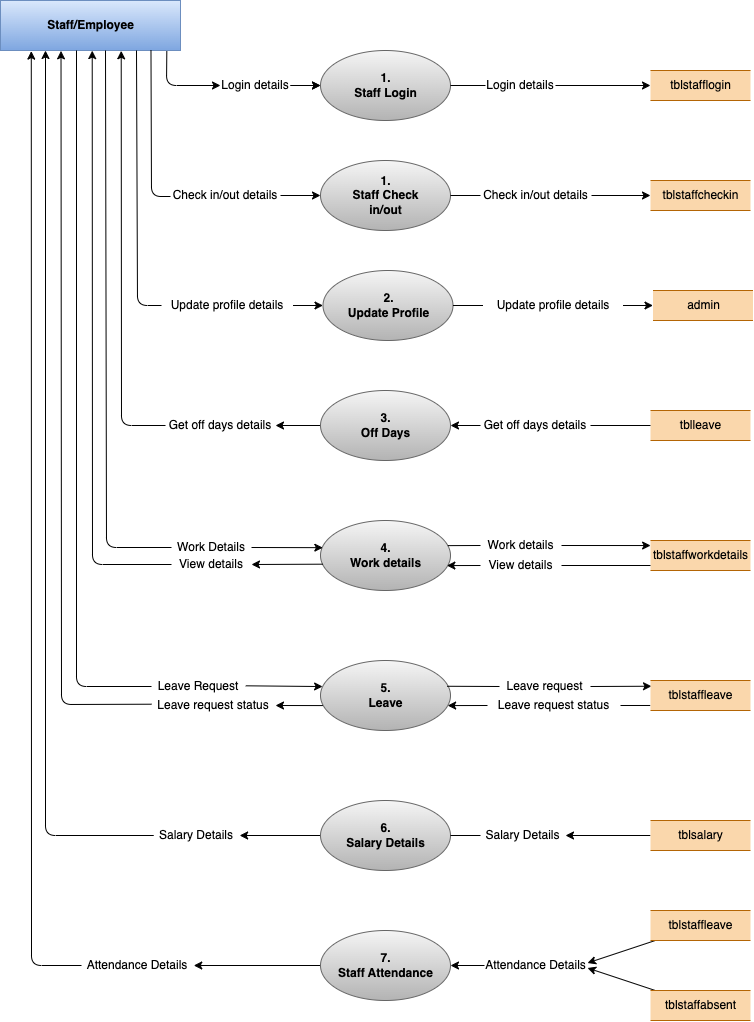 Staff/Employee
Login details
1.
Staff Login
Login details
tblstafflogin
Check in/out details
1.
Staff Check
in/out
Check in/out details
tblstaffcheckin
Update profile details
2.
Update Profile
Update profile details
admin
Get off days details
3.
Off Days
Get off days details
tblleave
Work Details
View details
4.
Work details
Work details
View details
tblstaffworkdetails
Leave Request
Leave request status
5.
Leave
Leave request
Leave request status
tblstaffleave
Salary Details
6.
Salary Details
Salary Details
tblsalary
Attendance Details
7.
Staff Attendance
Attendance Details
tblstaffleave
tblstaffabsent